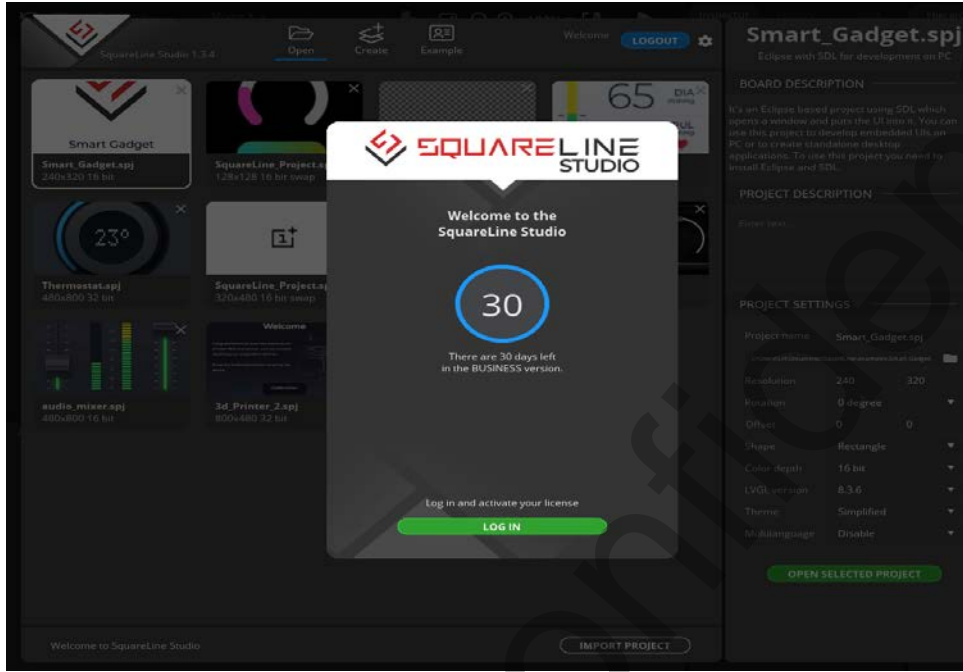 SquareLine Studio 1.3.4
Open
Create
Example
Welcome
LOGOUT
Smart_Gadget.spj
Eclipse with SDL for development on PC
BOARD DESCRIPTION
It's an Eclipse based project using SDL which
opens a window and puts the UI into it. You can
use this project to develop embedded UIs on
PC or to create standalone desktop
applications. To use this project you need to
install Eclipse and SDL.
PROJECT DESCRIPTION
Enter text...
PROJECT SETTINGS
Project name Smart_Gadget.spj
Resolution 240 320
Rotation 0 degree
Offset 0 0
Shape Rectangle
Color depth 16 bit
LVGL version 8.3.6
Theme Simplified
Multilanguage Disable
OPEN SELECTED PROJECT
Smart Gadget
Smart_Gadget.spj
240x320 16 bit
SquareLine_Project.s
128x128 16 bit swap
65
DIA
PUL
23°
Thermostat.spj
480x800 32 bit
SquareLine_Project.s
320x480 16 bit swap
audio_mixer.spj
480x800 16 bit
Welcome
3d_Printer_2.spj
800x480 32 bit
SQUARELINE
STUDIO
Welcome to the
SquareLine Studio
30
There are 30 days left
in the BUSINESS version.
Log in and activate your license
LOG IN
Welcome to SquareLine Studio
IMPORT PROJECT